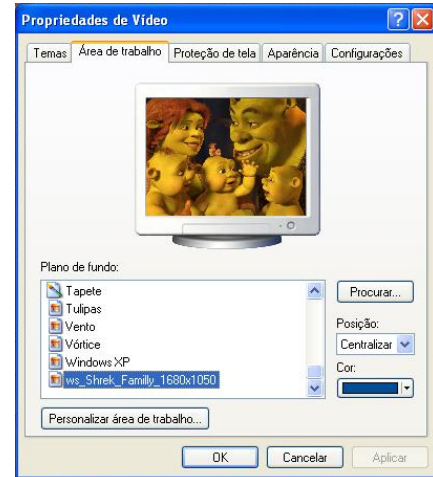 Propriedades de Vídeo
Temas Área de trabalho Proteção de tela Aparência Configurações
Plano de fundo:
Tapete
Tulipas
Vento
Vórtice
Windows XP
ws_Shrek_Familly_1680x1050
Procurar...
Posição:
Centralizar
Cor:
Personalizar área de trabalho...
OK Cancelar Aplicar